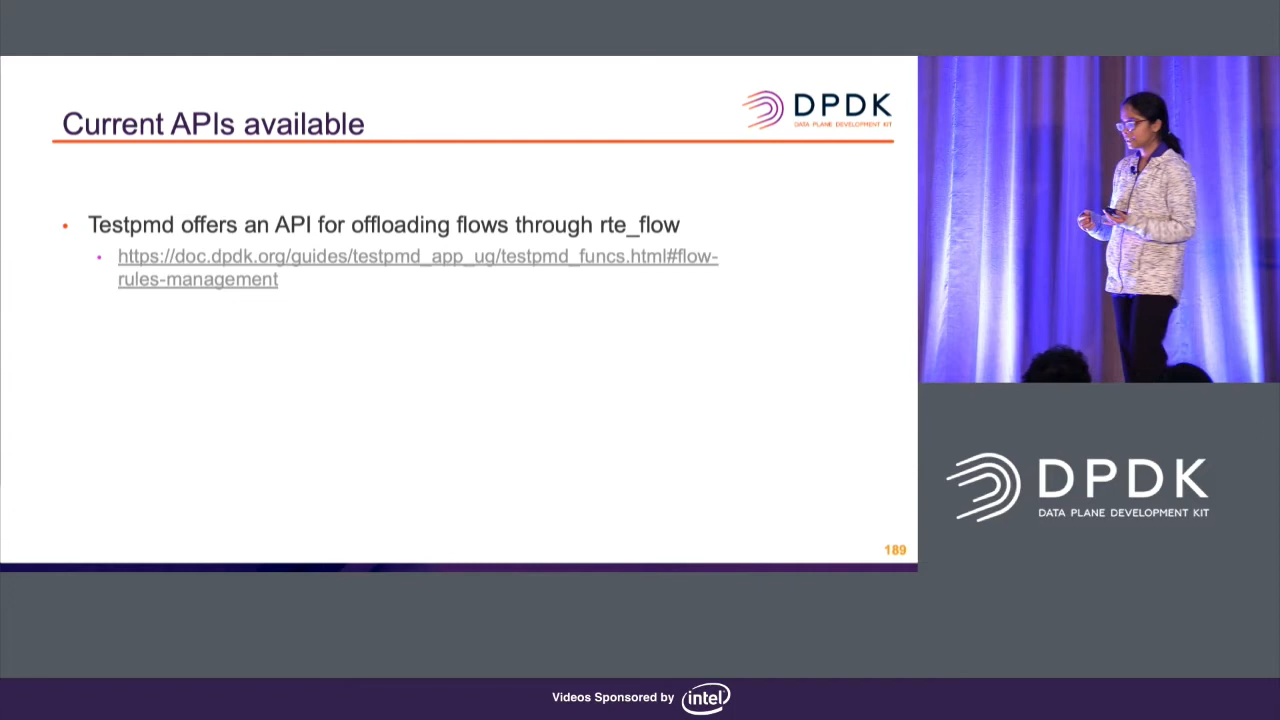 Current APIs available
DPDK
DATA PLANE DEVELOPMENT KIT
• Testpmd offers an API for offloading flows through rte_flow
• https://doc.dpdk.org/guides/testpmd_app_ug/testpmd_funcs.html#flow-
rules-management
189
DPDK
DATA PLANE DEVELOPMENT KIT
Videos Sponsored by intel